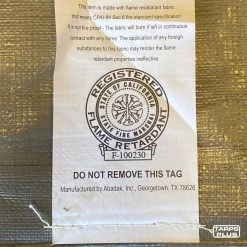 This item is made with flame resistant fabric
that meets CPAI-84 Sec.6 fire standard specification.
It is not fire proof - The fabric will burn if left in continuous
contact with any flame. The application of any foreign
substances to this fabric may render the flame
retardant properties ineffective.
REGISTERED
STATE OF CALIFORNIA
STATE FIRE MARSHAL
FLAME RETARDANT
F-100230
DO NOT REMOVE THIS TAG
Manufactured by Abadak, Inc., Georgetown, TX 78626
TARPS
PLUS